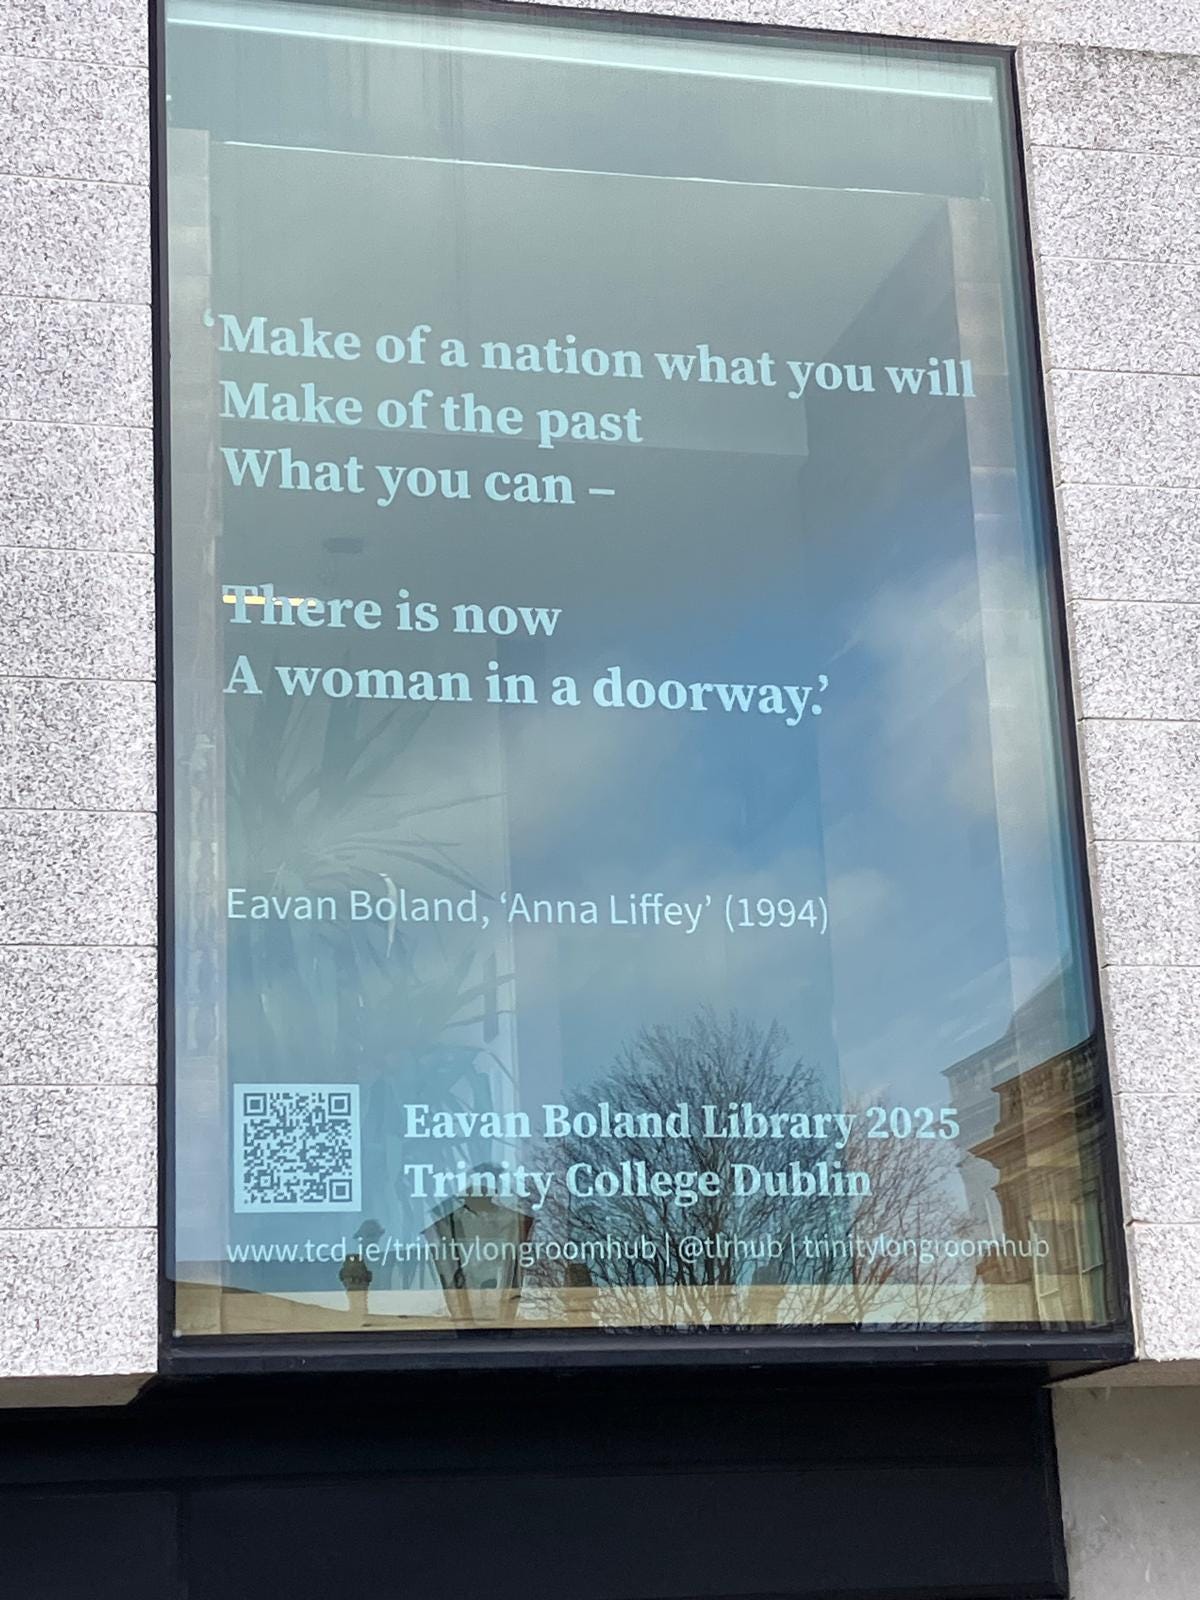 ‘Make of a nation what you will
Make of the past
What you can –
There is now
A woman in a doorway.’
Eavan Boland, ‘Anna Liffey’ (1994)
Eavan Boland Library 2025
Trinity College Dublin
www.tcd.ie/trinitylongroomhub | @tlrhub | trinitylongroomhub